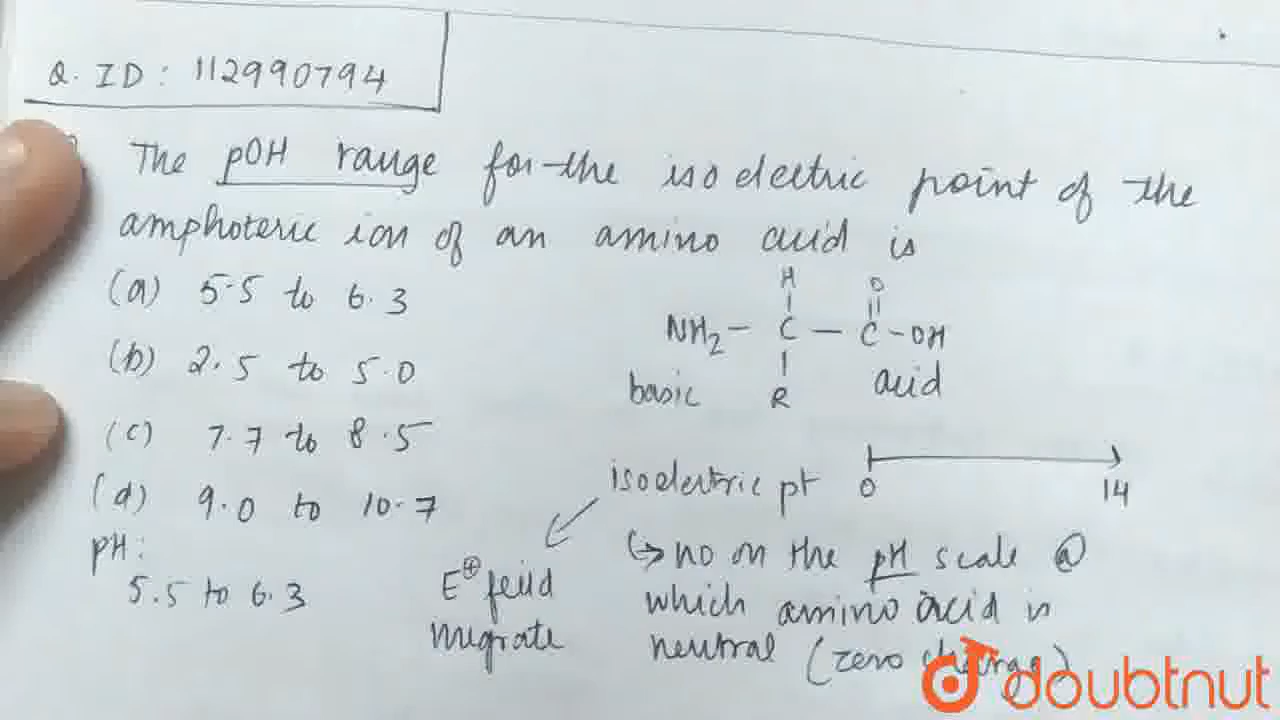 Q. ID : 112990794
The pOH range for the isoelectric point of the
amphoteric ion of an amino acid is
(a) 5.5 to 6.3
(b) 2.5 to 5.0
(c) 7.7 to 8.5
(d) 9.0 to 10.7
pH:
5.5 to 6.3
H
O
NH2 - C - C - OH
R
basic
acid
isoelectric pt
0
14
E⊕ feild
migrate
↳ no on the pH scale @
which amino acid is
neutral (zero charge)
doubtnut